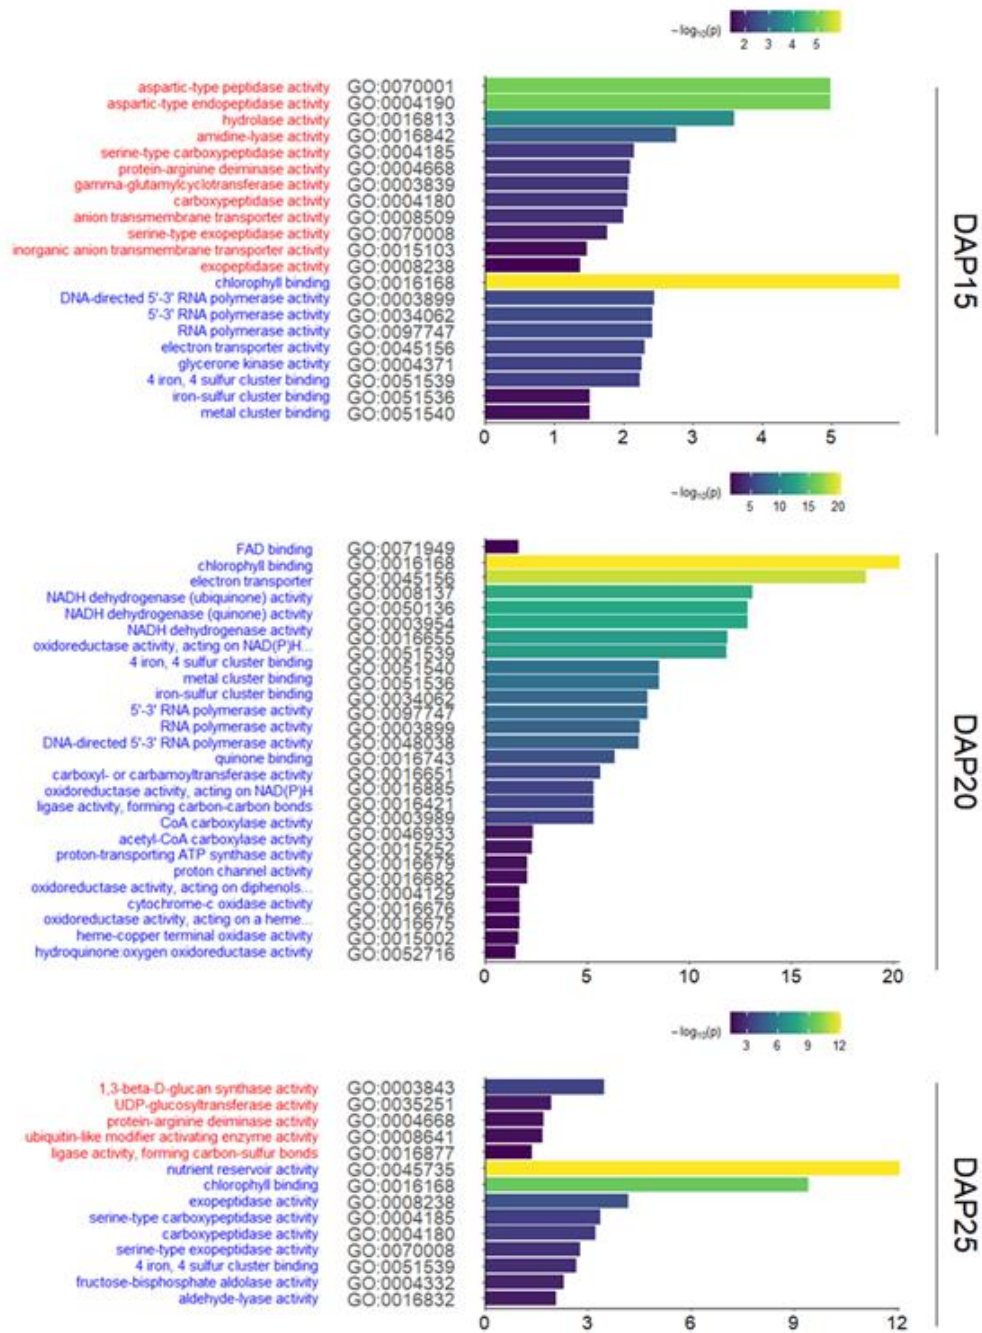 −log₁₀(p)
2 3 4 5
aspartic-type peptidase activity GO:0070001
aspartic-type endopeptidase activity GO:0004190
hydrolase activity GO:0016813
amidine-lyase activity GO:0016842
serine-type carboxypeptidase activity GO:0004185
protein-arginine deiminase activity GO:0004668
gamma-glutamylcyclotransferase activity GO:0003839
carboxypeptidase activity GO:0004180
anion transmembrane transporter activity GO:0008509
serine-type exopeptidase activity GO:0070008
inorganic anion transmembrane transporter activity GO:0015103
exopeptidase activity GO:0008238
chlorophyll binding GO:0016168
DNA-directed 5'-3' RNA polymerase activity GO:0003899
5'-3' RNA polymerase activity GO:0034062
RNA polymerase activity GO:0097747
electron transporter activity GO:0045156
glycerone kinase activity GO:0004371
4 iron, 4 sulfur cluster binding GO:0051539
iron-sulfur cluster binding GO:0051536
metal cluster binding GO:0051540
0 1 2 3 4 5
DAP15
−log₁₀(p)
5 10 15 20
FAD binding GO:0071949
chlorophyll binding GO:0016168
electron transporter GO:0045156
NADH dehydrogenase (ubiquinone) activity GO:0008137
NADH dehydrogenase (quinone) activity GO:0050136
NADH dehydrogenase activity GO:0003954
oxidoreductase activity, acting on NAD(P)H... GO:0016655
4 iron, 4 sulfur cluster binding GO:0051539
metal cluster binding GO:0051540
iron-sulfur cluster binding GO:0051536
5'-3' RNA polymerase activity GO:0034062
RNA polymerase activity GO:0097747
DNA-directed 5'-3' RNA polymerase activity GO:0003899
quinone binding GO:0048038
carboxyl- or carbamoyltransferase activity GO:0016743
oxidoreductase activity, acting on NAD(P)H GO:0016651
ligase activity, forming carbon-carbon bonds GO:0016885
CoA carboxylase activity GO:0016421
acetyl-CoA carboxylase activity GO:0003989
proton-transporting ATP synthase activity GO:0046933
proton channel activity GO:0015252
oxidoreductase activity, acting on diphenols... GO:0016679
cytochrome-c oxidase activity GO:0016682
oxidoreductase activity, acting on a heme... GO:0004129
heme-copper terminal oxidase activity GO:0016676
hydroquinone:oxygen oxidoreductase activity GO:0016675
GO:0015002
GO:0052716
0 5 10 15 20
DAP20
−log₁₀(p)
3 6 9 12
1,3-beta-D-glucan synthase activity GO:0003843
UDP-glucosyltransferase activity GO:0035251
protein-arginine deiminase activity GO:0004668
ubiquitin-like modifier activating enzyme activity GO:0008641
ligase activity, forming carbon-sulfur bonds GO:0016877
nutrient reservoir activity GO:0045735
chlorophyll binding GO:0016168
exopeptidase activity GO:0008238
serine-type carboxypeptidase activity GO:0004185
carboxypeptidase activity GO:0004180
serine-type exopeptidase activity GO:0070008
4 iron, 4 sulfur cluster binding GO:0051539
fructose-bisphosphate aldolase activity GO:0004332
aldehyde-lyase activity GO:0016832
0 3 6 9 12
DAP25